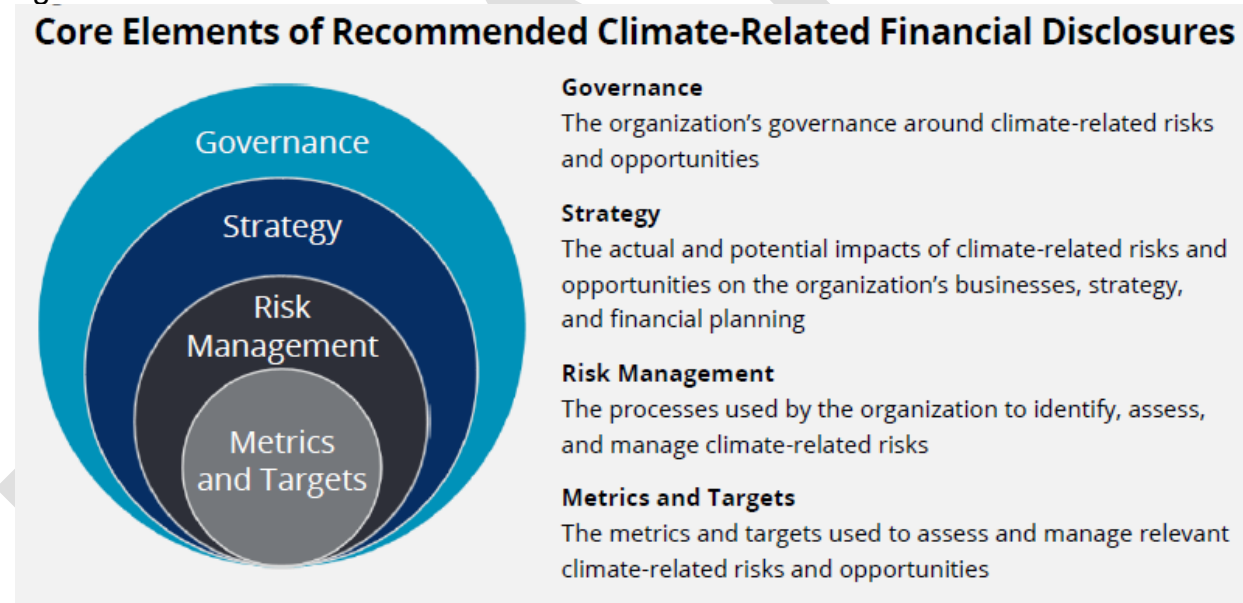 Core Elements of Recommended Climate-Related Financial Disclosures
Governance
Strategy
Risk
Management
Metrics
and Targets
Governance
The organization’s governance around climate-related risks
and opportunities
Strategy
The actual and potential impacts of climate-related risks and
opportunities on the organization’s businesses, strategy,
and financial planning
Risk Management
The processes used by the organization to identify, assess,
and manage climate-related risks
Metrics and Targets
The metrics and targets used to assess and manage relevant
climate-related risks and opportunities